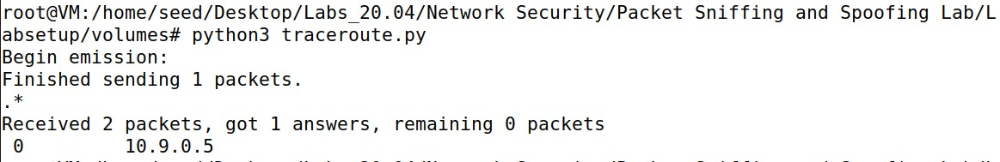 root@VM:/home/seed/Desktop/Labs_20.04/Network Security/Packet Sniffing and Spoofing Lab/L
absetup/volumes# python3 traceroute.py
Begin emission:
Finished sending 1 packets.
.*
Received 2 packets, got 1 answers, remaining 0 packets
 0       10.9.0.5